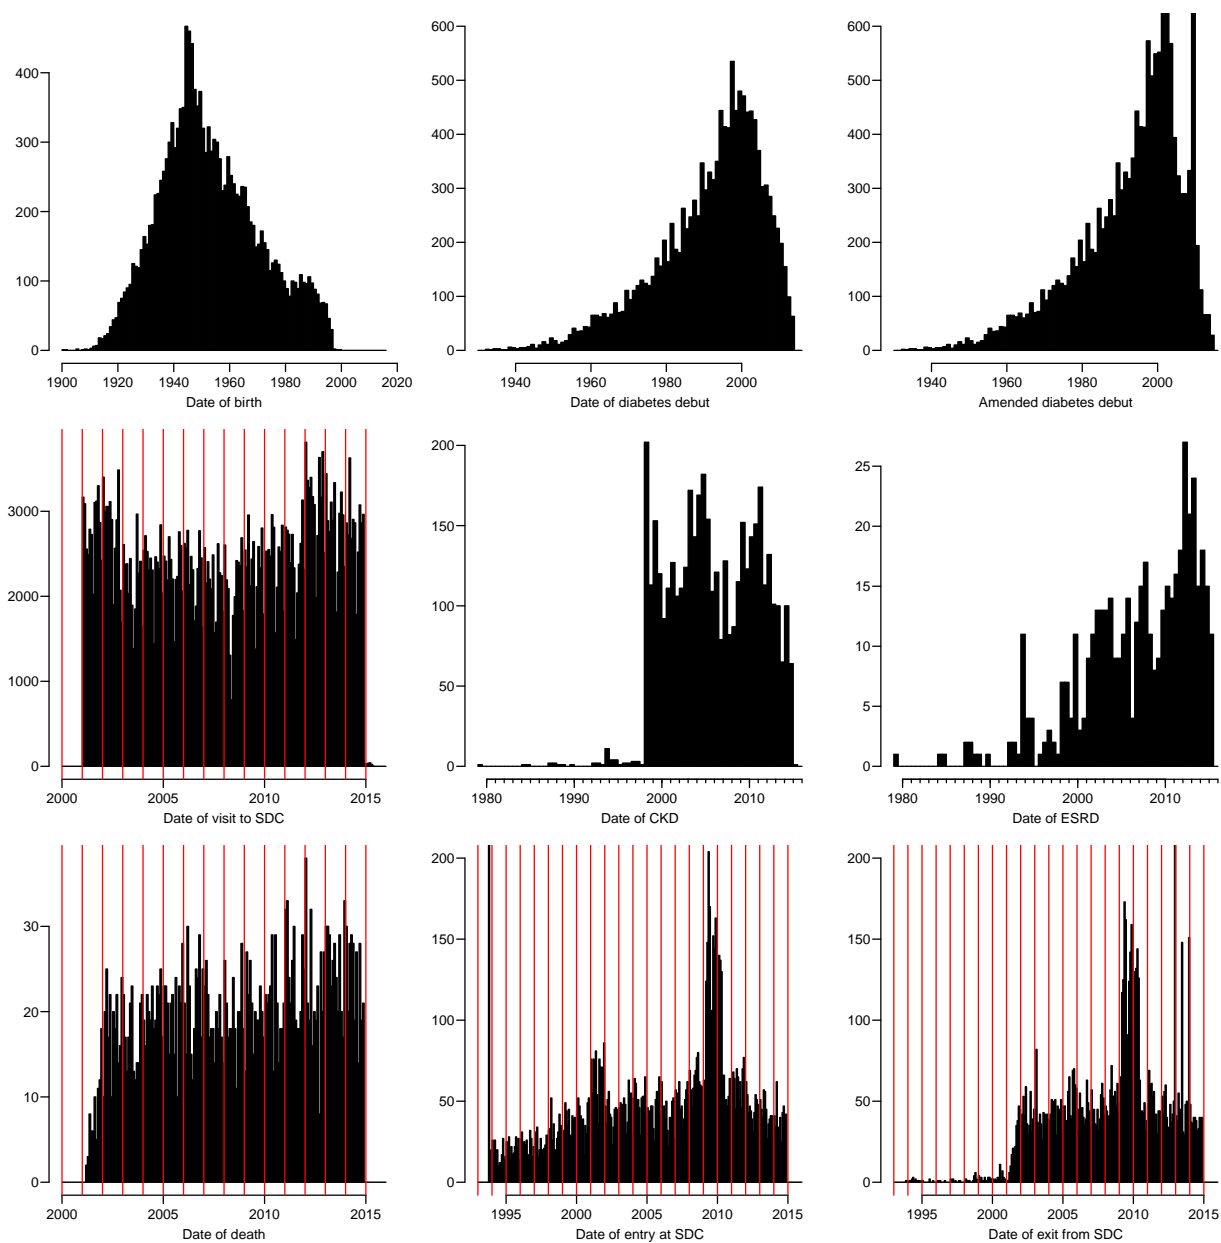 400
300
200
100
0
1900 1920 1940 1960 1980 2000 2020
Date of birth
600
500
400
300
200
100
0
1940 1960 1980 2000
Date of diabetes debut
600
500
400
300
200
100
0
1940 1960 1980 2000
Amended diabetes debut
3000
2000
1000
0
2000 2005 2010 2015
Date of visit to SDC
200
150
100
50
0
1980 1990 2000 2010
Date of CKD
25
20
15
10
5
0
1980 1990 2000 2010
Date of ESRD
30
20
10
0
2000 2005 2010 2015
Date of death
200
150
100
50
0
1995 2000 2005 2010 2015
Date of entry at SDC
200
150
100
50
0
1995 2000 2005 2010 2015
Date of exit from SDC